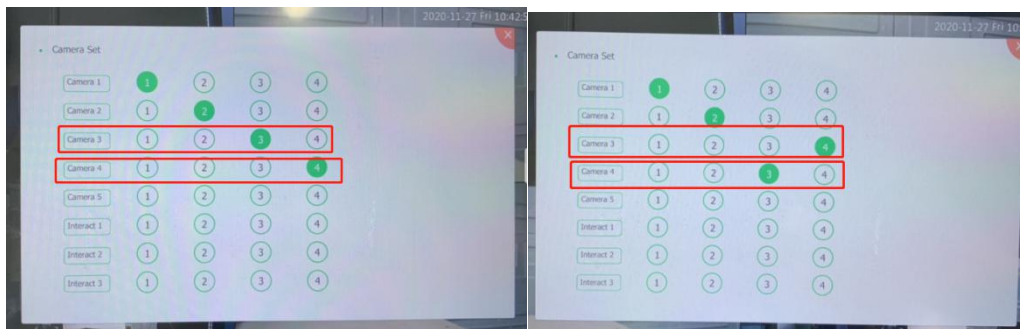 2020-11-27 Fri 10:42:5
Camera Set
Camera 1 1 2 3 4
Camera 2 1 2 3 4
Camera 3 1 2 3 4
Camera 4 1 2 3 4
Camera 5 1 2 3 4
Interact 1 1 2 3 4
Interact 2 1 2 3 4
Interact 3 1 2 3 4
2020-11-27 Fri 10
Camera Set
Camera 1 1 2 3 4
Camera 2 1 2 3 4
Camera 3 1 2 3 4
Camera 4 1 2 3 4
Camera 5 1 2 3 4
Interact 1 1 2 3 4
Interact 2 1 2 3 4
Interact 3 1 2 3 4